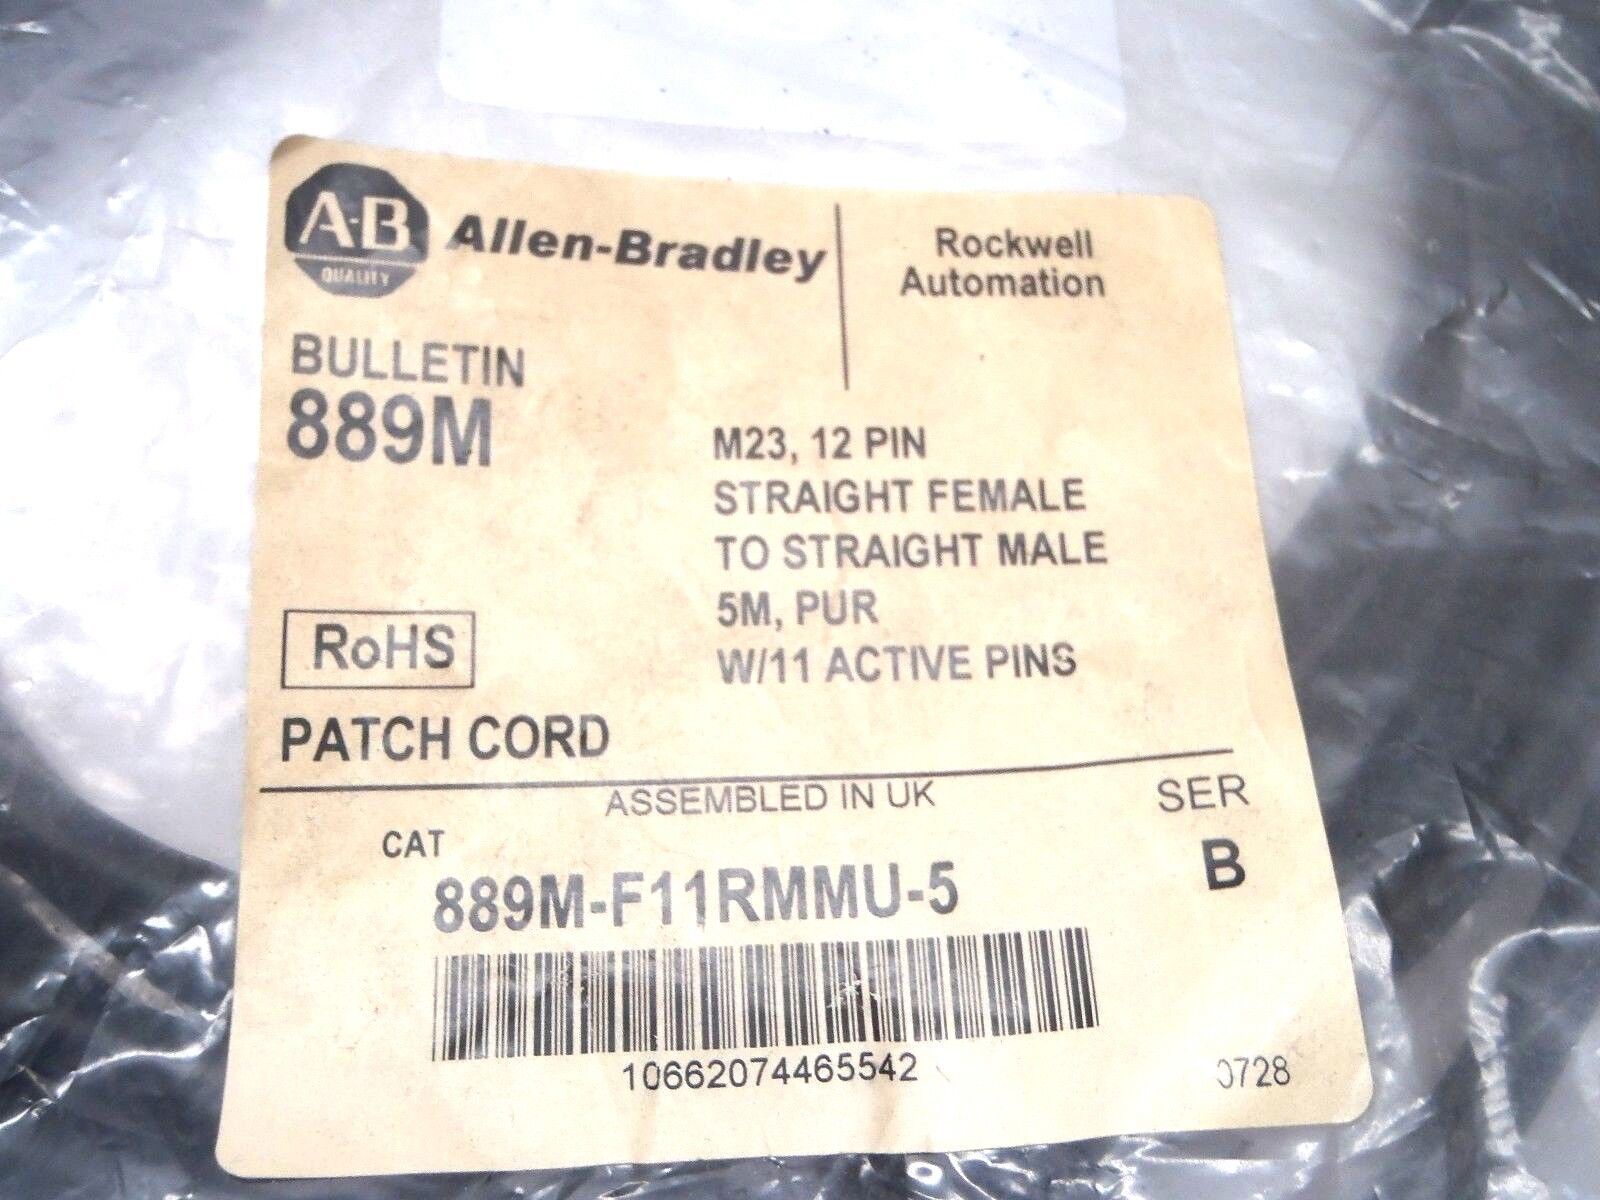 A-B
QUALITY
Allen-Bradley
Rockwell
Automation
BULLETIN
889M
M23, 12 PIN
STRAIGHT FEMALE
TO STRAIGHT MALE
5M, PUR
W/11 ACTIVE PINS
RoHS
PATCH CORD
ASSEMBLED IN UK
SER
CAT
B
889M-F11RMMU-5
10662074465542
0728